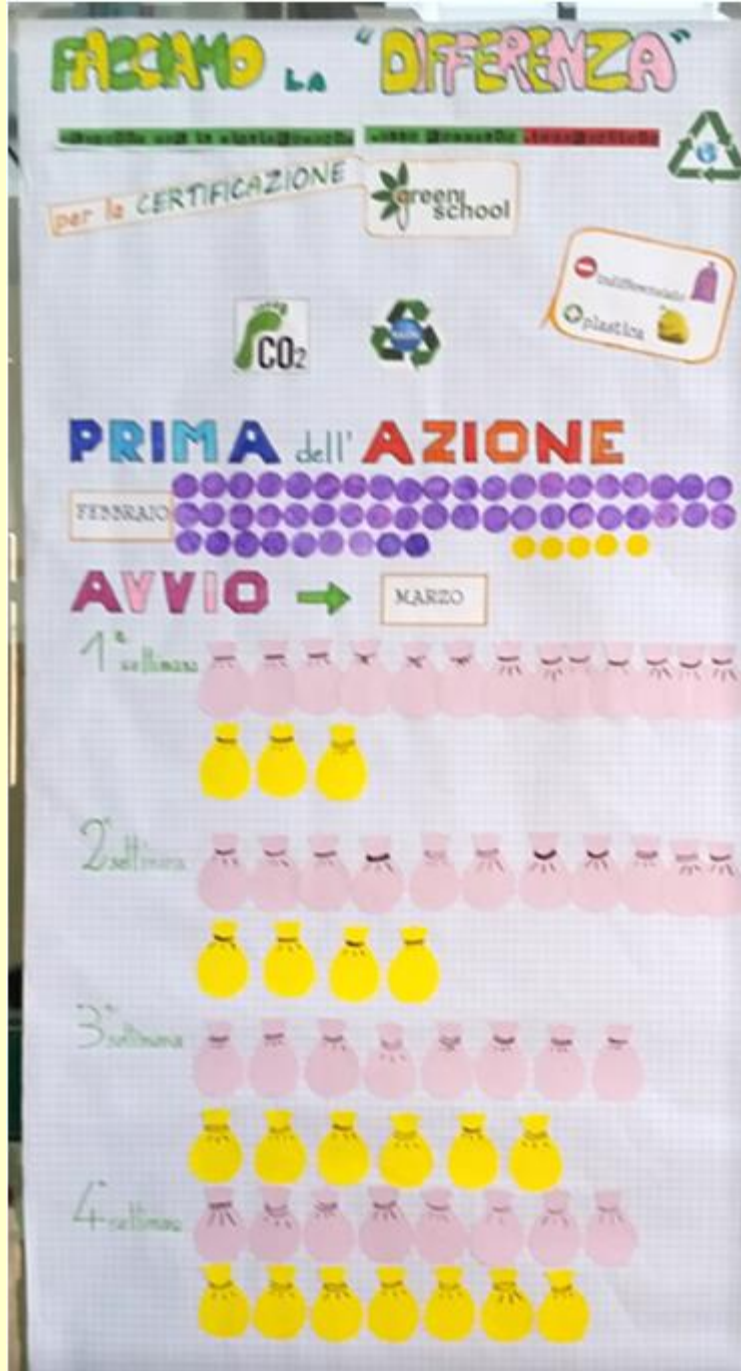 FACCIAMO LA "DIFFERENZA"
per la CERTIFICAZIONE
green school
indifferenziato
plastica
CO2
PRIMA dell' AZIONE
FEBBRAIO
AVVIO
MARZO
1ª settimana
2ª settimana
3ª settimana
4ª settimana